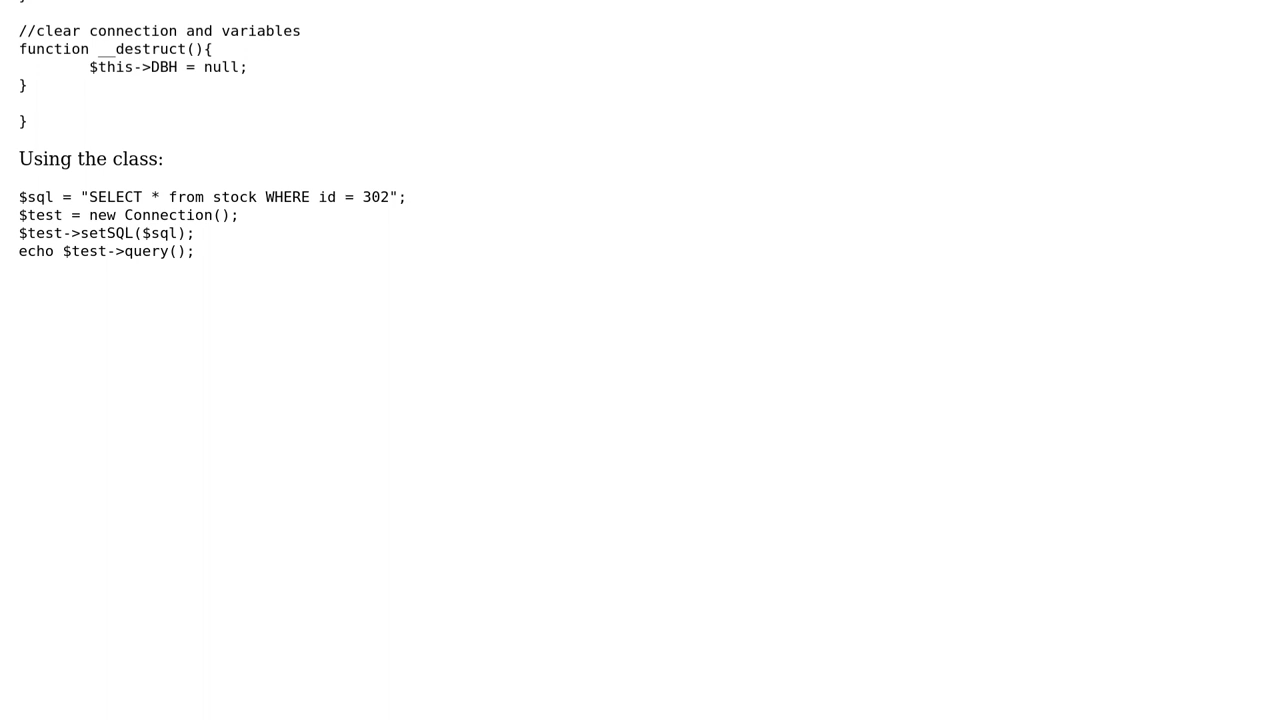 }
//clear connection and variables
function __destruct(){
        $this->DBH = null;
}
}
Using the class:
$sql = "SELECT * from stock WHERE id = 302";
$test = new Connection();
$test->setSQL($sql);
echo $test->query();